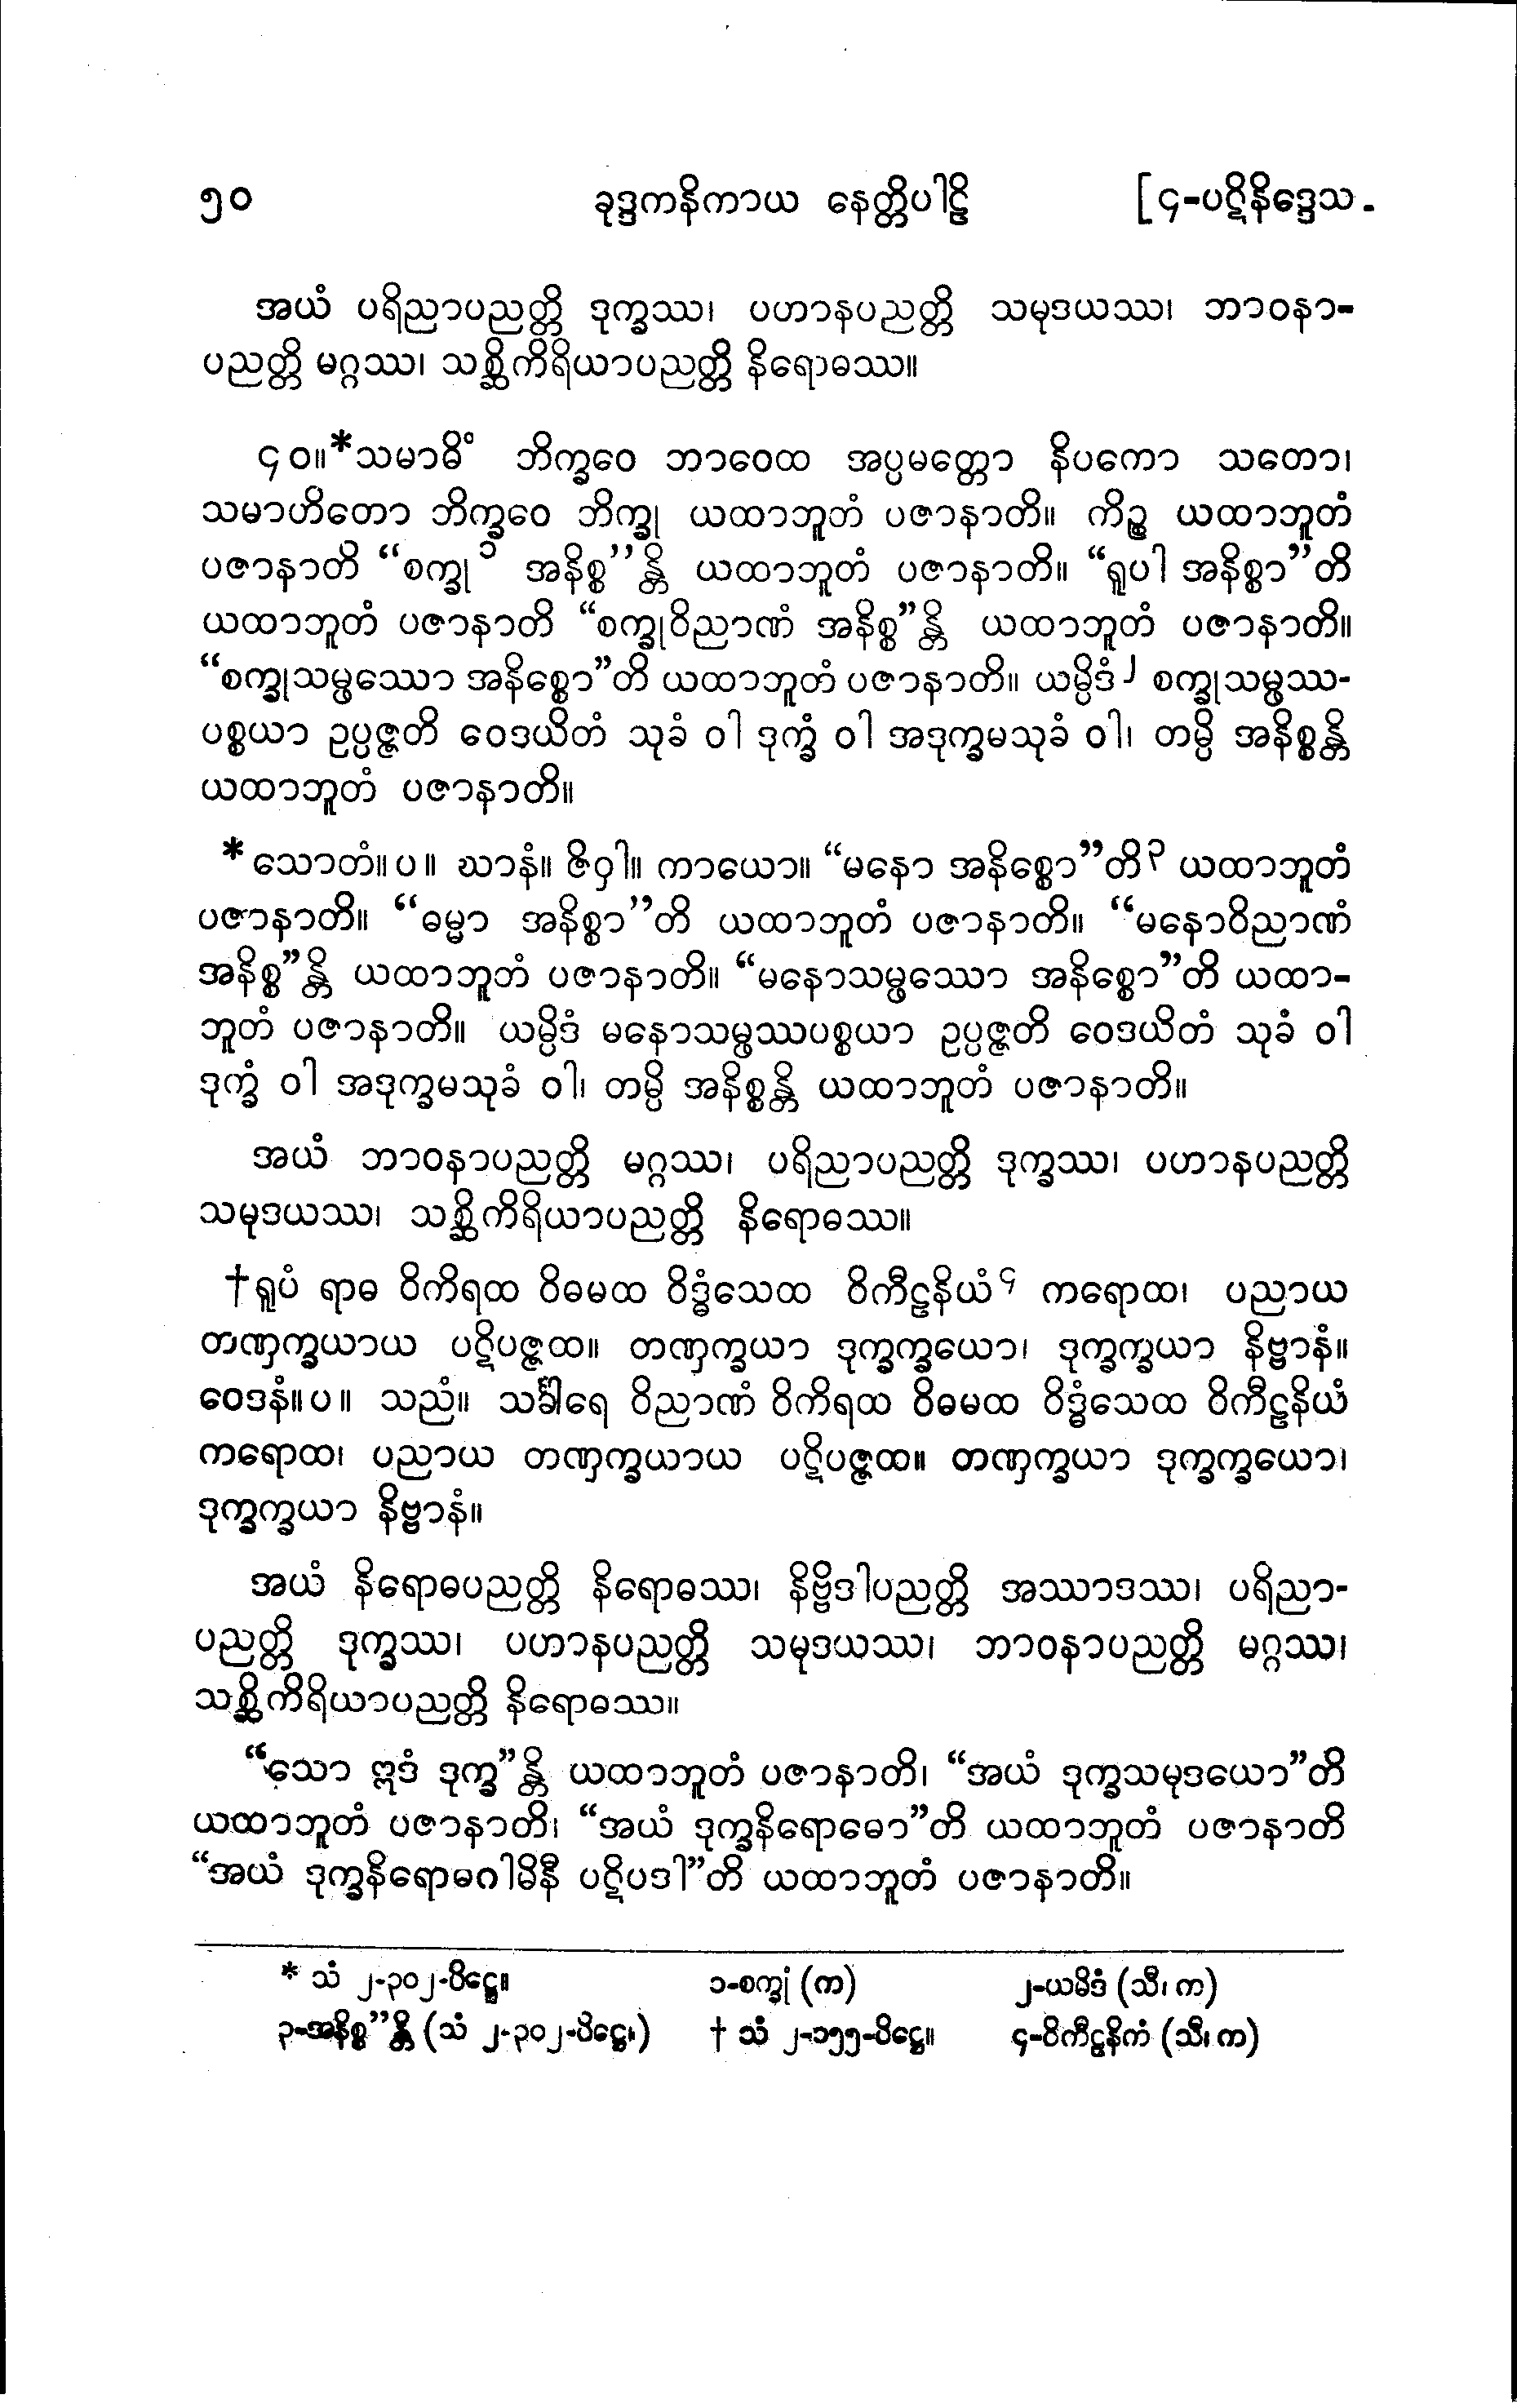 ၅၀ ခုဒ္ဒကနိကာယ နေတ္တိပါဠိ [၄-ပဋိနိဒ္ဒေသ-
အယံ ပရိညာပညတ္တိ ဒုက္ခဿ၊ ပဟာနပညတ္တိ သမုဒယဿ၊ ဘာဝနာ-
ပညတ္တိ မဂ္ဂဿ၊ သစ္ဆိကိရိယာပညတ္တိ နိရောဓဿ။
၄၀။*သမာဓိံ ဘိက္ခဝေ ဘာဝေထ အပ္ပမတ္တော နိပကော သတော၊
သမာဟိတော ဘိက္ခဝေ ဘိက္ခု ယထာဘူတံ ပဇာနာတိ။ ကိဉ္စ ယထာဘူတံ
ပဇာနာတိ “စက္ခု၁ အနိစ္စ”န္တိ ယထာဘူတံ ပဇာနာတိ။ “ရူပါ အနိစ္စာ”တိ
ယထာဘူတံ ပဇာနာတိ “စက္ခုဝိညာဏံ အနိစ္စ”န္တိ ယထာဘူတံ ပဇာနာတိ။
“စက္ခုသမ္ဖဿော အနိစ္စော”တိ ယထာဘူတံ ပဇာနာတိ။ ယမ္ပိဒံ၂ စက္ခုသမ္ဖဿ-
ပစ္စယာ ဥပ္ပဇ္ဇတိ ဝေဒယိတံ သုခံ ဝါ ဒုက္ခံ ဝါ အဒုက္ခမသုခံ ဝါ၊ တမ္ပိ အနိစ္စန္တိ
ယထာဘူတံ ပဇာနာတိ။
*သောတံ။ပ။ ဃာနံ။ ဇိဝှါ။ ကာယော။ “မနော အနိစ္စော”တိ၃ ယထာဘူတံ
ပဇာနာတိ။ “ဓမ္မာ အနိစ္စာ”တိ ယထာဘူတံ ပဇာနာတိ။ “မနောဝိညာဏံ
အနိစ္စ”န္တိ ယထာဘူတံ ပဇာနာတိ။ “မနောသမ္ဖဿော အနိစ္စော”တိ ယထာ-
ဘူတံ ပဇာနာတိ။ ယမ္ပိဒံ မနောသမ္ဖဿပစ္စယာ ဥပ္ပဇ္ဇတိ ဝေဒယိတံ သုခံ ဝါ
ဒုက္ခံ ဝါ အဒုက္ခမသုခံ ဝါ၊ တမ္ပိ အနိစ္စန္တိ ယထာဘူတံ ပဇာနာတိ။
အယံ ဘာဝနာပညတ္တိ မဂ္ဂဿ၊ ပရိညာပညတ္တိ ဒုက္ခဿ၊ ပဟာနပညတ္တိ
သမုဒယဿ၊ သစ္ဆိကိရိယာပညတ္တိ နိရောဓဿ။
†ရူပံ ရာဓ ဝိကိရထ ဝိဓမထ ဝိဒ္ဓံသေထ ဝိကီဠနိယံ၄ ကရောထ၊ ပညာယ
တဏှက္ခယာယ ပဋိပဇ္ဇထ။ တဏှက္ခယာ ဒုက္ခက္ခယော၊ ဒုက္ခက္ခယာ နိဗ္ဗာနံ။
ဝေဒနံ။ပ။ သညံ။ သင်္ခါရေ ဝိညာဏံ ဝိကိရထ ဝိဓမထ ဝိဒ္ဓံသေထ ဝိကီဠနိယံ
ကရောထ၊ ပညာယ တဏှက္ခယာယ ပဋိပဇ္ဇထ။ တဏှက္ခယာ ဒုက္ခက္ခယော၊
ဒုက္ခက္ခယာ နိဗ္ဗာနံ။
အယံ နိရောဓပညတ္တိ နိရောဓဿ၊ နိဗ္ဗိဒါပညတ္တိ အဿာဒဿ၊ ပရိညာ-
ပညတ္တိ ဒုက္ခဿ၊ ပဟာနပညတ္တိ သမုဒယဿ၊ ဘာဝနာပညတ္တိ မဂ္ဂဿ၊
သစ္ဆိကိရိယာပညတ္တိ နိရောဓဿ။
“သော ဣဒံ ဒုက္ခ”န္တိ ယထာဘူတံ ပဇာနာတိ၊ “အယံ ဒုက္ခသမုဒယော”တိ
ယထာဘူတံ ပဇာနာတိ၊ “အယံ ဒုက္ခနိရောဓော”တိ ယထာဘူတံ ပဇာနာတိ
“အယံ ဒုက္ခနိရောဓဂါမိနီ ပဋိပဒါ”တိ ယထာဘူတံ ပဇာနာတိ။
* သံ ၂-၃၀၂-ပိဋ္ဌေ။ ၁-စက္ခုံ (က) ၂-ယမိဒံ (သီ၊ က)
၃-အနိစ္စ”န္တိ (သံ ၂-၃၀၂-ပိဋ္ဌေ။) † သံ ၂-၁၅၅-ပိဋ္ဌေ။ ၄-ဝိကီဠနိကံ (သီ၊ က)